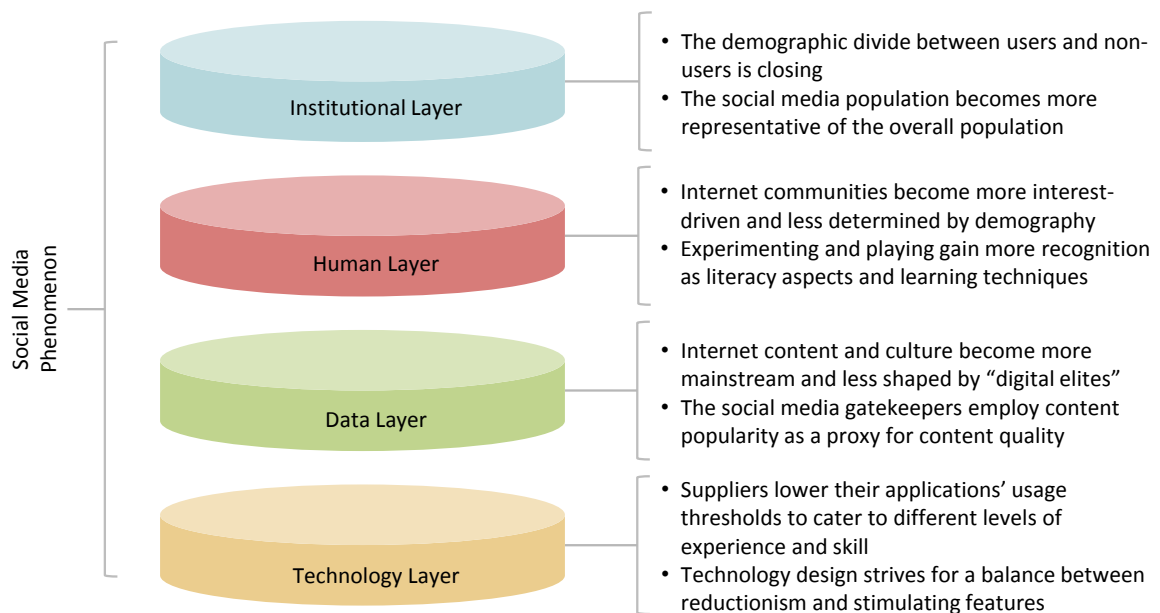 Social Media
Phenomenon
Institutional Layer
• The demographic divide between users and non-
users is closing
• The social media population becomes more
representative of the overall population
Human Layer
• Internet communities become more interest-
driven and less determined by demography
• Experimenting and playing gain more recognition
as literacy aspects and learning techniques
Data Layer
• Internet content and culture become more
mainstream and less shaped by “digital elites”
• The social media gatekeepers employ content
popularity as a proxy for content quality
Technology Layer
• Suppliers lower their applications’ usage
thresholds to cater to different levels of
experience and skill
• Technology design strives for a balance between
reductionism and stimulating features